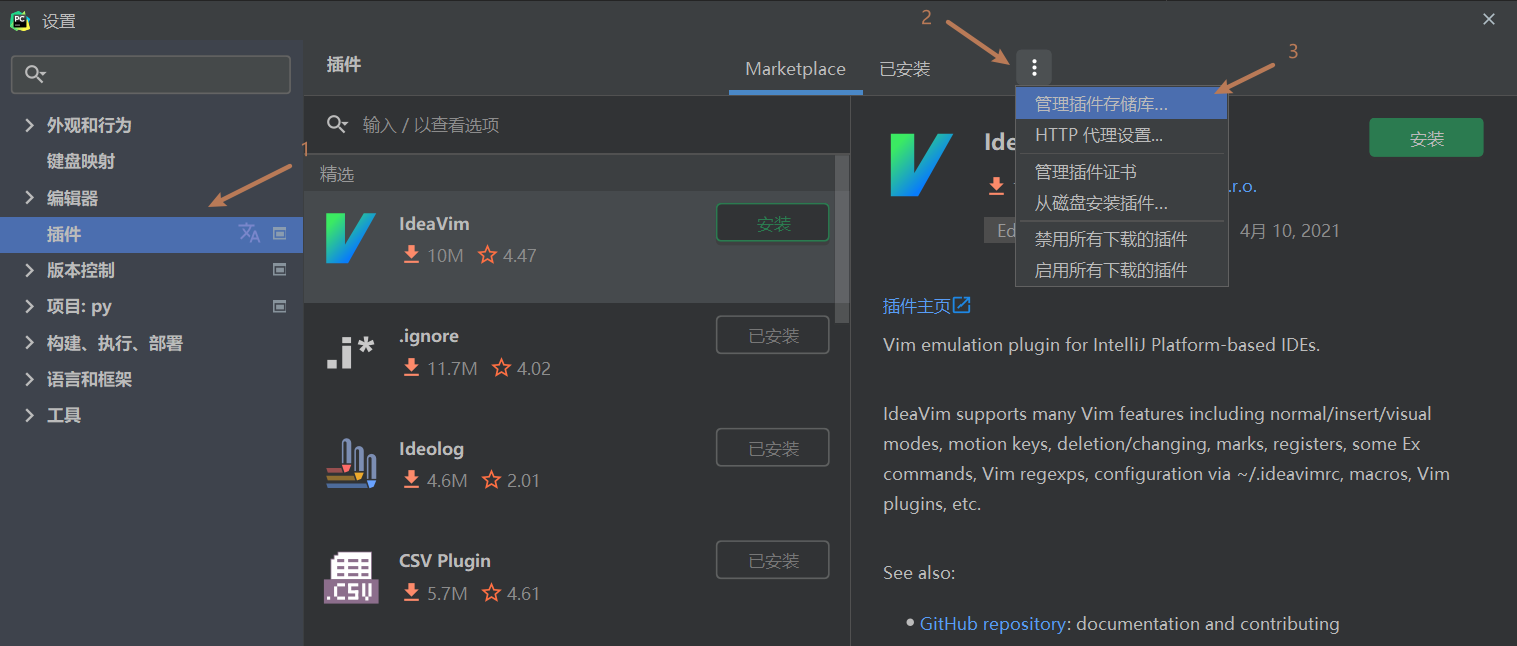 PC 设置
2
3
1
外观和行为
键盘映射
编辑器
插件
版本控制
项目: py
构建、执行、部署
语言和框架
工具
插件
Marketplace 已安装
输入 / 以查看选项
精选
IdeaVim
10M 4.47
安装
.ignore
11.7M 4.02
已安装
Ideolog
4.6M 2.01
已安装
.CSV
CSV Plugin
5.7M 4.61
已安装
管理插件存储库...
HTTP 代理设置...
管理插件证书
从磁盘安装插件...
禁用所有下载的插件
启用所有下载的插件
Ide
安装
.r.o.
Ed
4月 10, 2021
插件主页
Vim emulation plugin for IntelliJ Platform-based IDEs.
IdeaVim supports many Vim features including normal/insert/visual
modes, motion keys, deletion/changing, marks, registers, some Ex
commands, Vim regexps, configuration via ~/.ideavimrc, macros, Vim
plugins, etc.
See also:
• GitHub repository: documentation and contributing